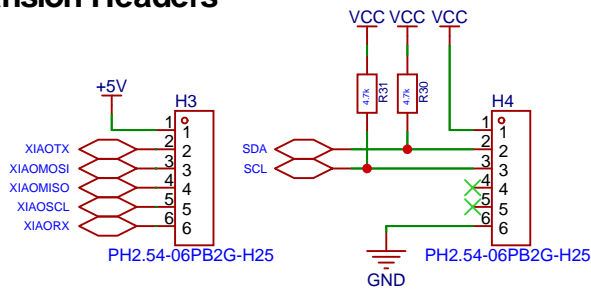 nsion Headers
VCC VCC VCC
+5V
H3
H4
4.7k
R31
4.7k
R30
XIAOTX
XIAOMOSI
XIAOMISO
XIAOSCL
XIAORX
1 1
2 2
3 3
4 4
5 5
6 6
SDA
SCL
1 1
2 2
3 3
4 4
5 5
6 6
PH2.54-06PB2G-H25
PH2.54-06PB2G-H25
GND